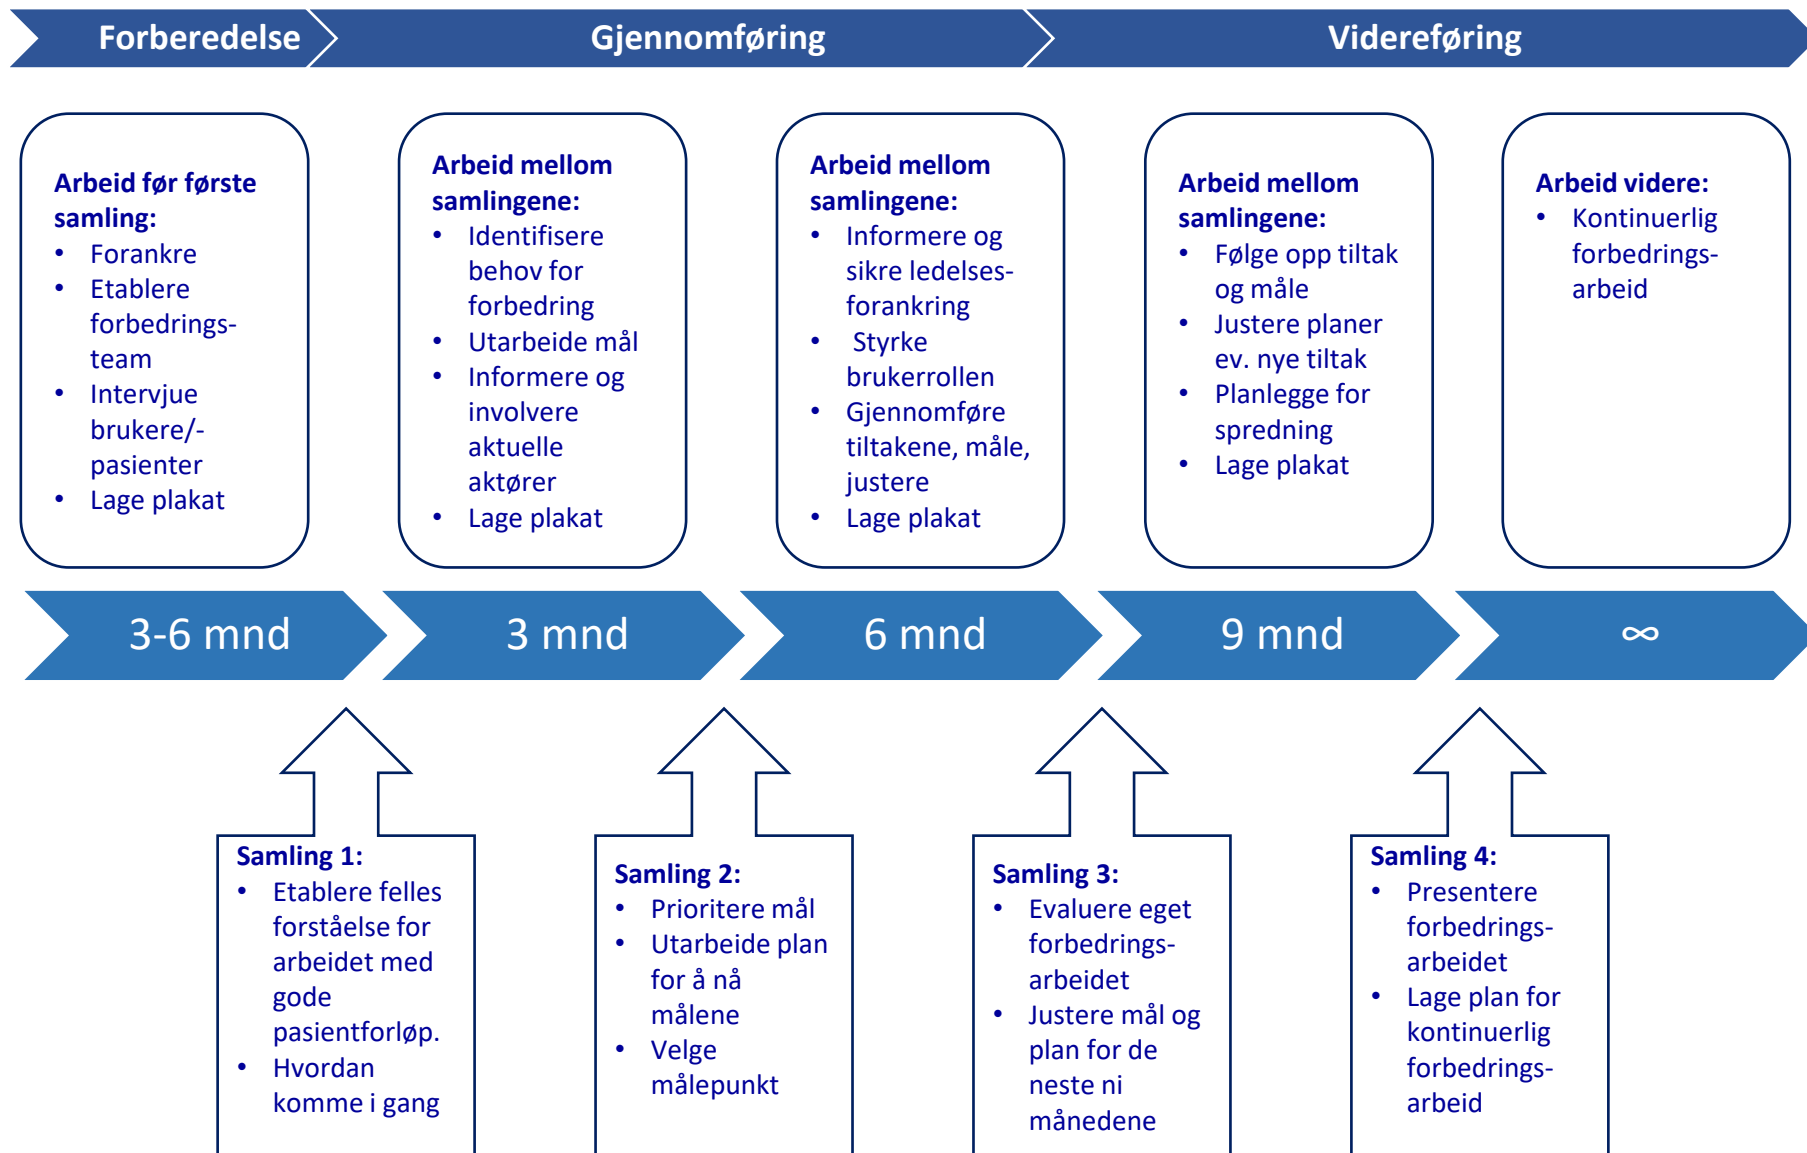 Forberedelse
Gjennomføring
Videreføring
Arbeid før første
samling:
• Forankre
• Etablere
forbedrings-
team
• Intervjue
brukere/-
pasienter
• Lage plakat
Arbeid mellom
samlingene:
• Identifisere
behov for
forbedring
• Utarbeide mål
• Informere og
involvere
aktuelle
aktører
• Lage plakat
Arbeid mellom
samlingene:
• Informere og
sikre ledelses-
forankring
• Styrke
brukerrollen
• Gjennomføre
tiltakene, måle,
justere
• Lage plakat
Arbeid mellom
samlingene:
• Følge opp tiltak
og måle
• Justere planer
ev. nye tiltak
• Planlegge for
spredning
• Lage plakat
Arbeid videre:
• Kontinuerlig
forbedrings-
arbeid
3-6 mnd
3 mnd
6 mnd
9 mnd
∞
Samling 1:
• Etablere felles
forståelse for
arbeidet med
gode
pasientforløp.
• Hvordan
komme i gang
Samling 2:
• Prioritere mål
• Utarbeide plan
for å nå
målene
• Velge
målepunkt
Samling 3:
• Evaluere eget
forbedrings-
arbeidet
• Justere mål og
plan for de
neste ni
månedene
Samling 4:
• Presentere
forbedrings-
arbeidet
• Lage plan for
kontinuerlig
forbedrings-
arbeid